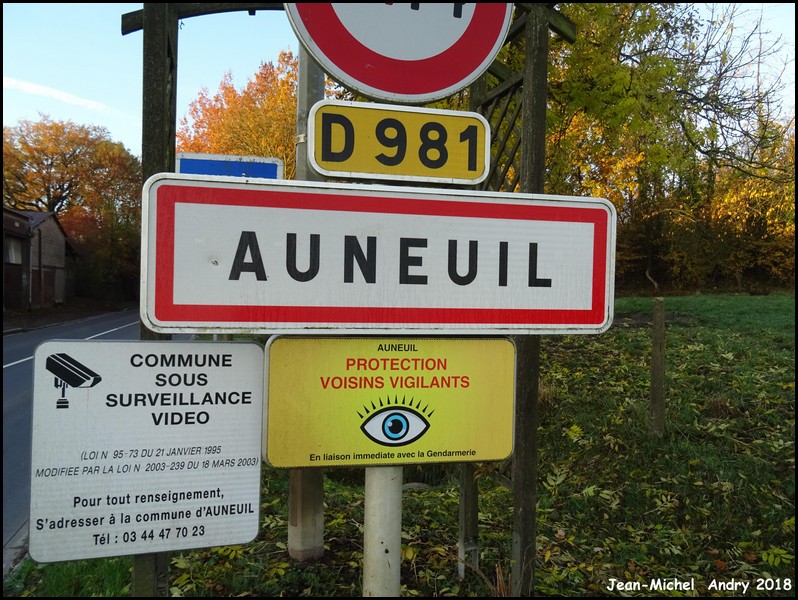 D 981
AUNEUIL
COMMUNE
SOUS
SURVEILLANCE
VIDEO
(LOI N 95-73 DU 21 JANVIER 1995
MODIFIEE PAR LA LOI N 2003-239 DU 18 MARS 2003)
Pour tout renseignement,
S'adresser à la commune d'AUNEUIL
Tél : 03 44 47 70 23
AUNEUIL
PROTECTION
VOISINS VIGILANTS
En liaison immediate avec la Gendarmerie
Jean-Michel Andry 2018